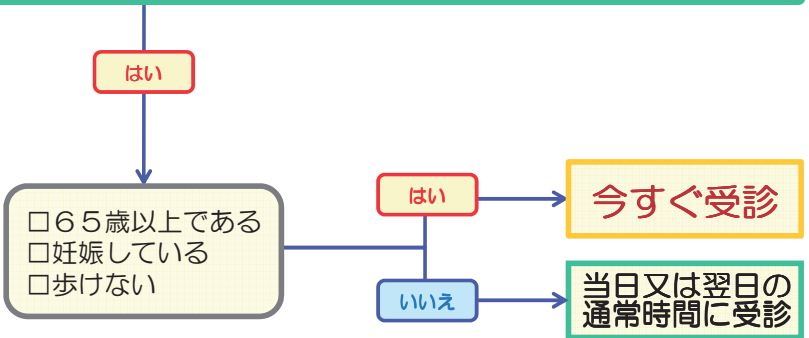 はい
□６５歳以上である
□妊娠している
□歩けない
はい
今すぐ受診
いいえ
当日又は翌日の
通常時間に受診